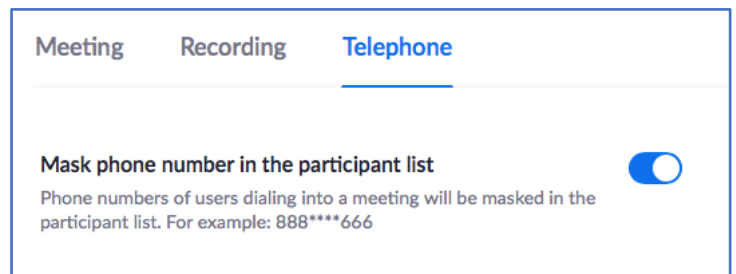 Meeting Recording Telephone
Mask phone number in the participant list
Phone numbers of users dialing into a meeting will be masked in the
participant list. For example: 888****666